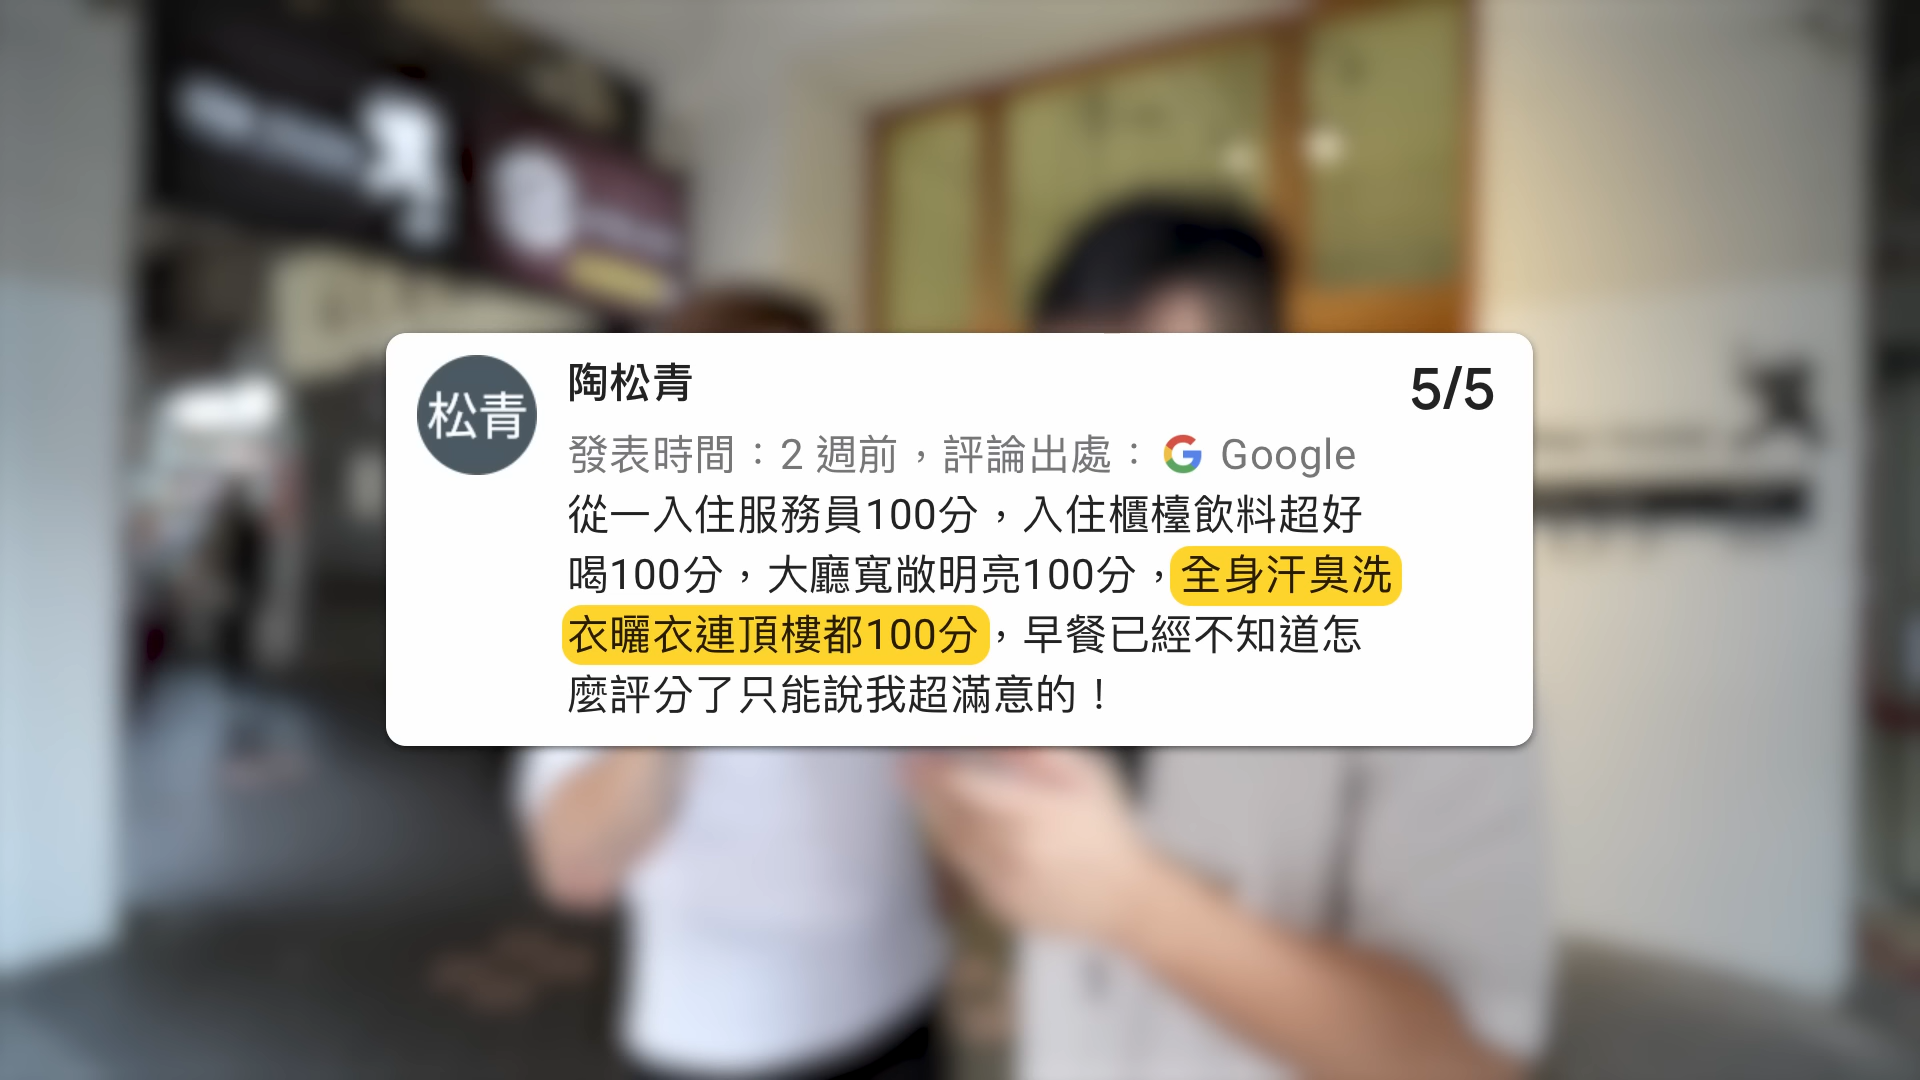 松青
陶松青
5/5
發表時間：2 週前，評論出處： Google
從一入住服務員100分，入住櫃檯飲料超好
喝100分，大廳寬敞明亮100分，全身汗臭洗
衣曬衣連頂樓都100分，早餐已經不知道怎
麼評分了只能說我超滿意的！